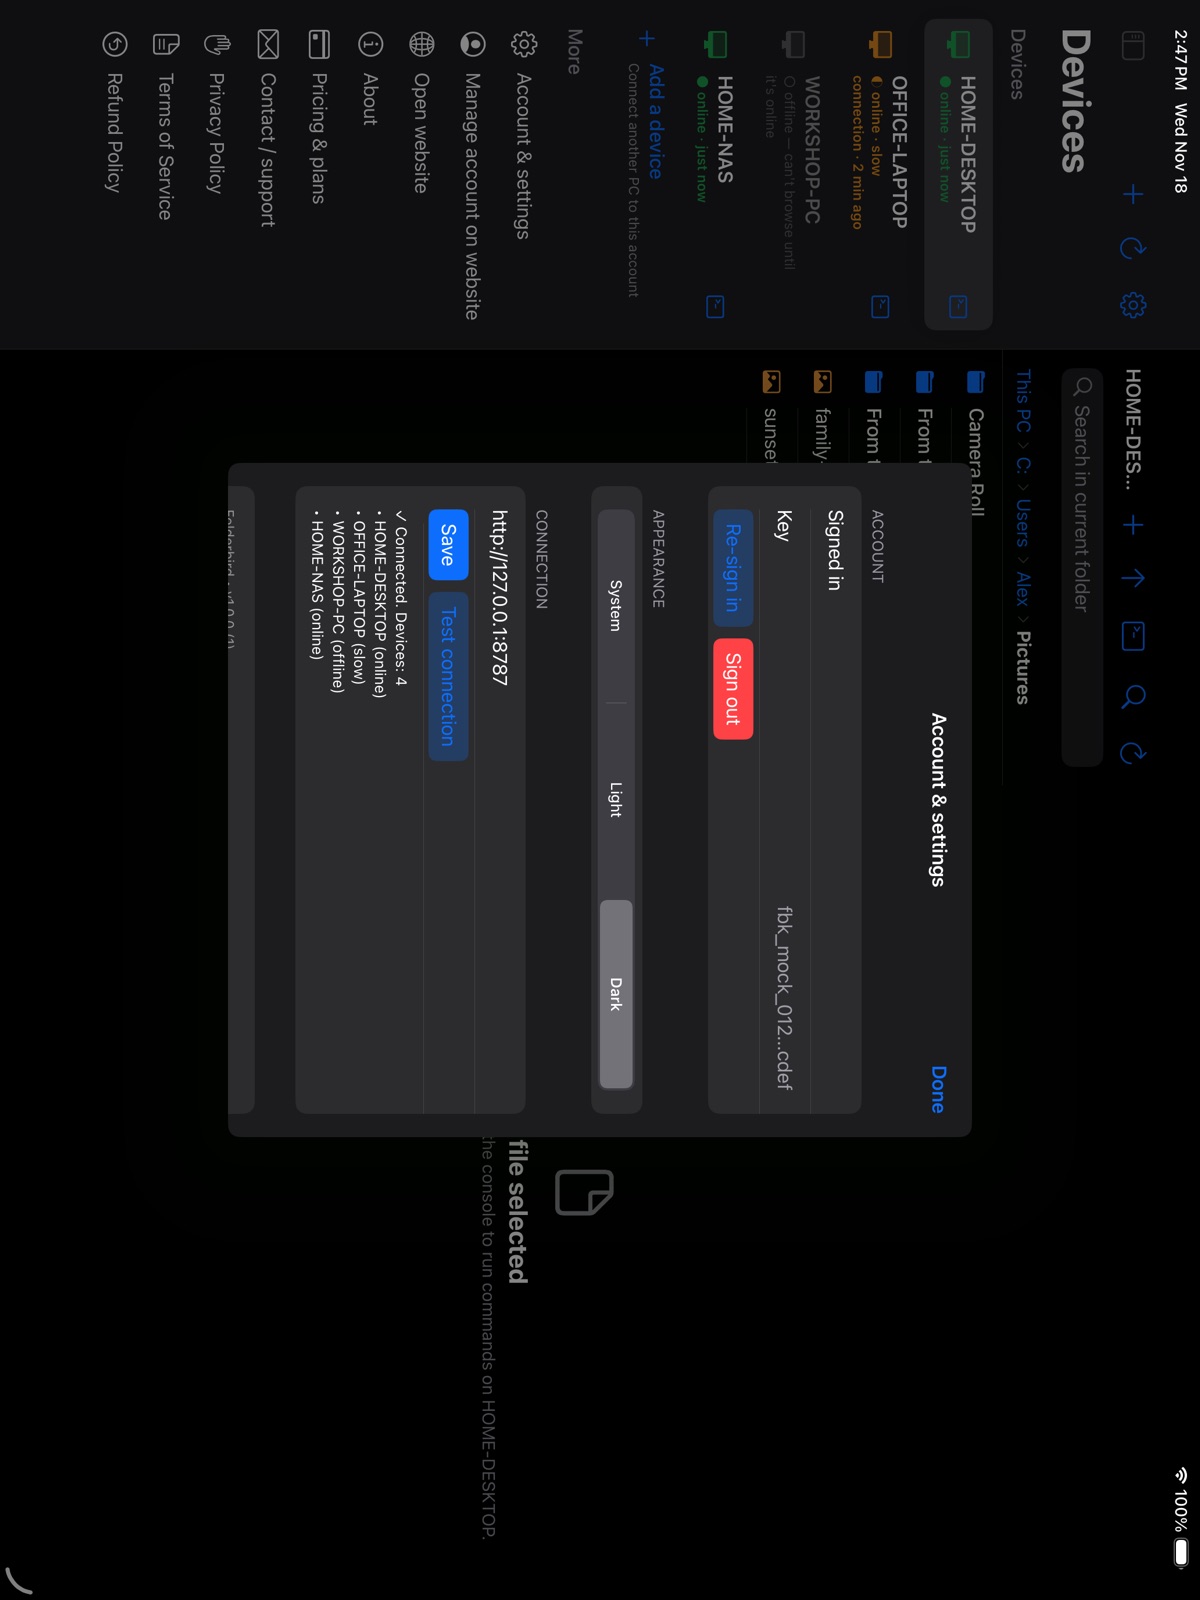 2:47 PM Wed Nov 18
100%
Devices
Devices
HOME-DESKTOP
online · just now
OFFICE-LAPTOP
online · slow
connection · 2 min ago
WORKSHOP-PC
offline — can't browse until
it's online
HOME-NAS
online · just now
Add a device
Connect another PC to this account
More
Account & settings
Manage account on website
Open website
About
Pricing & plans
Contact / support
Privacy Policy
Terms of Service
Refund Policy
HOME-DES...
Search in current folder
This PC > C: > Users > Alex > Pictures
Camera Roll
From
From
family-
sunset
Account & settings
Done
ACCOUNT
Signed in
Key
fbk_mock_012...cdef
Re-sign in
Sign out
APPEARANCE
System
Light
Dark
CONNECTION
http://127.0.0.1:8787
Save
Test connection
✓ Connected. Devices: 4
• HOME-DESKTOP (online)
• OFFICE-LAPTOP (slow)
• WORKSHOP-PC (offline)
• HOME-NAS (online)
Folderbird • v1.0.0 (1)
file selected
the console to run commands on HOME-DESKTOP.